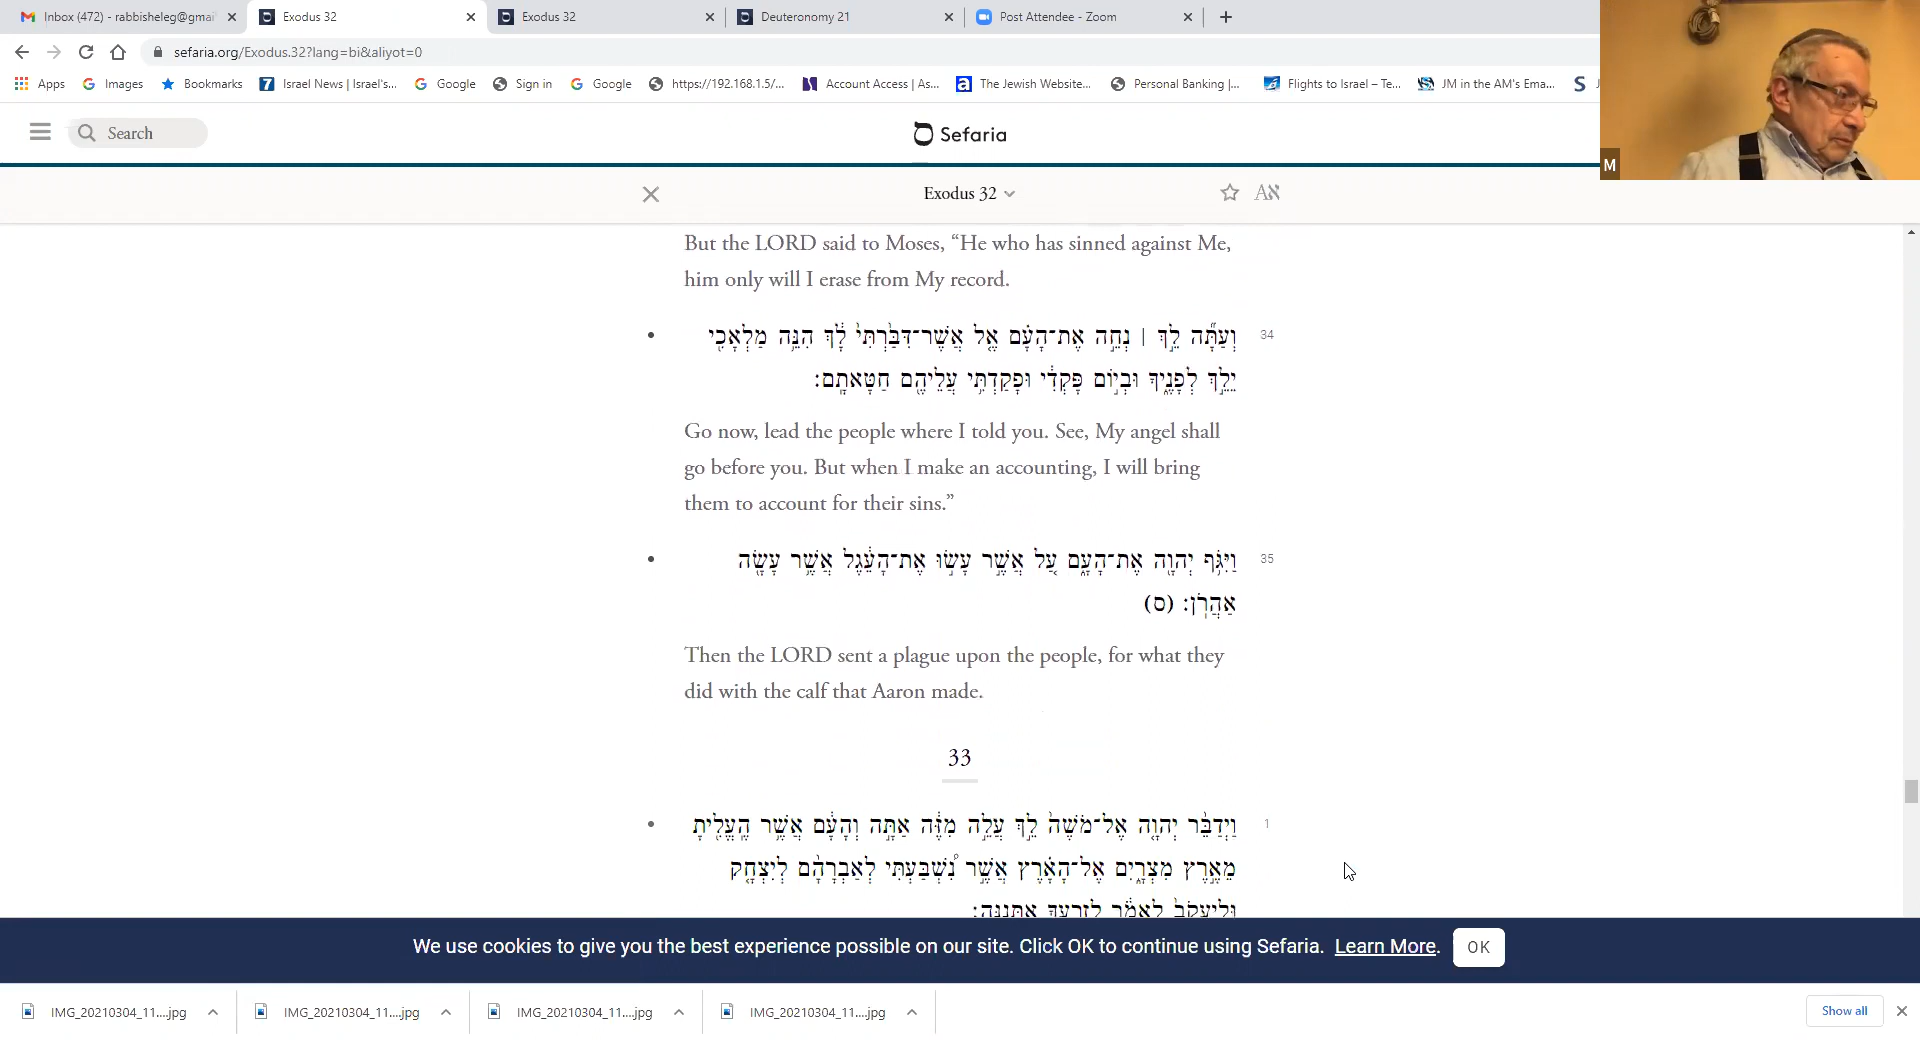 Inbox (472) - rabbisheleg@gmai
Exodus 32
Exodus 32
Deuteronomy 21
Post Attendee - Zoom
sefaria.org/Exodus.32?lang=bi&aliyot=0
Apps
Images
Bookmarks
Israel News | Israel's...
Google
Sign in
Google
https://192.168.1.5/...
Account Access | As...
The Jewish Website...
Personal Banking |...
Flights to Israel – Te...
JM in the AM's Ema...
Search
Sefaria
M
Exodus 32
Aא
But the LORD said to Moses, “He who has sinned against Me,
him only will I erase from My record.
34
וְעַתָּ֞ה לֵ֣ךְ ׀ נְחֵ֣ה אֶת־הָעָ֗ם אֶ֤ל אֲשֶׁר־דִּבַּ֙רְתִּי֙ לָ֔ךְ הִנֵּ֥ה מַלְאָכִ֖י
יֵלֵ֣ךְ לְפָנֶ֑יךָ וּבְי֣וֹם פָּקְדִ֔י וּפָקַדְתִּ֥י עֲלֵיהֶ֖ם חַטָּאתָֽם׃
Go now, lead the people where I told you. See, My angel shall
go before you. But when I make an accounting, I will bring
them to account for their sins.”
35
וַיִּגֹּ֥ף יְהוָ֖ה אֶת־הָעָ֑ם עַ֚ל אֲשֶׁ֣ר עָשׂ֣וּ אֶת־הָעֵ֔גֶל אֲשֶׁ֥ר עָשָׂ֖ה
אַהֲרֹֽן׃ (ס)
Then the LORD sent a plague upon the people, for what they
did with the calf that Aaron made.
33
1
וַיְדַבֵּ֨ר יְהוָ֤ה אֶל־מֹשֶׁה֙ לֵ֣ךְ עֲלֵ֣ה מִזֶּ֔ה אַתָּ֣ה וְהָעָ֔ם אֲשֶׁ֥ר הֶֽעֱלִ֖יתָ
מֵאֶ֣רֶץ מִצְרָ֑יִם אֶל־הָאָ֗רֶץ אֲשֶׁ֣ר נִ֠שְׁבַּעְתִּי לְאַבְרָהָ֨ם לְיִצְחָ֤ק
וּֽלְיַעֲקֹב֙ לֵאמֹ֔ר לְזַרְעֲךָ֖ אֶתְּנֶֽנָּה׃
We use cookies to give you the best experience possible on our site. Click OK to continue using Sefaria. Learn More.
OK
IMG_20210304_11....jpg
IMG_20210304_11....jpg
IMG_20210304_11....jpg
IMG_20210304_11....jpg
Show all